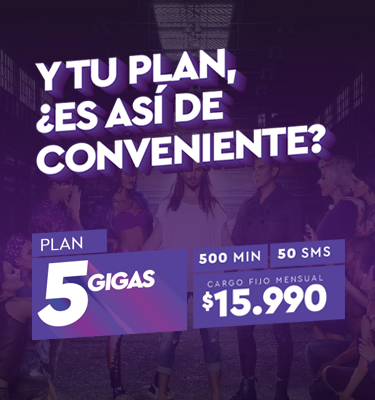 Y TU PLAN,
¿ES ASÍ DE
CONVENIENTE?
PLAN
5 GIGAS
500 MIN
50 SMS
CARGO FIJO MENSUAL
$15.990